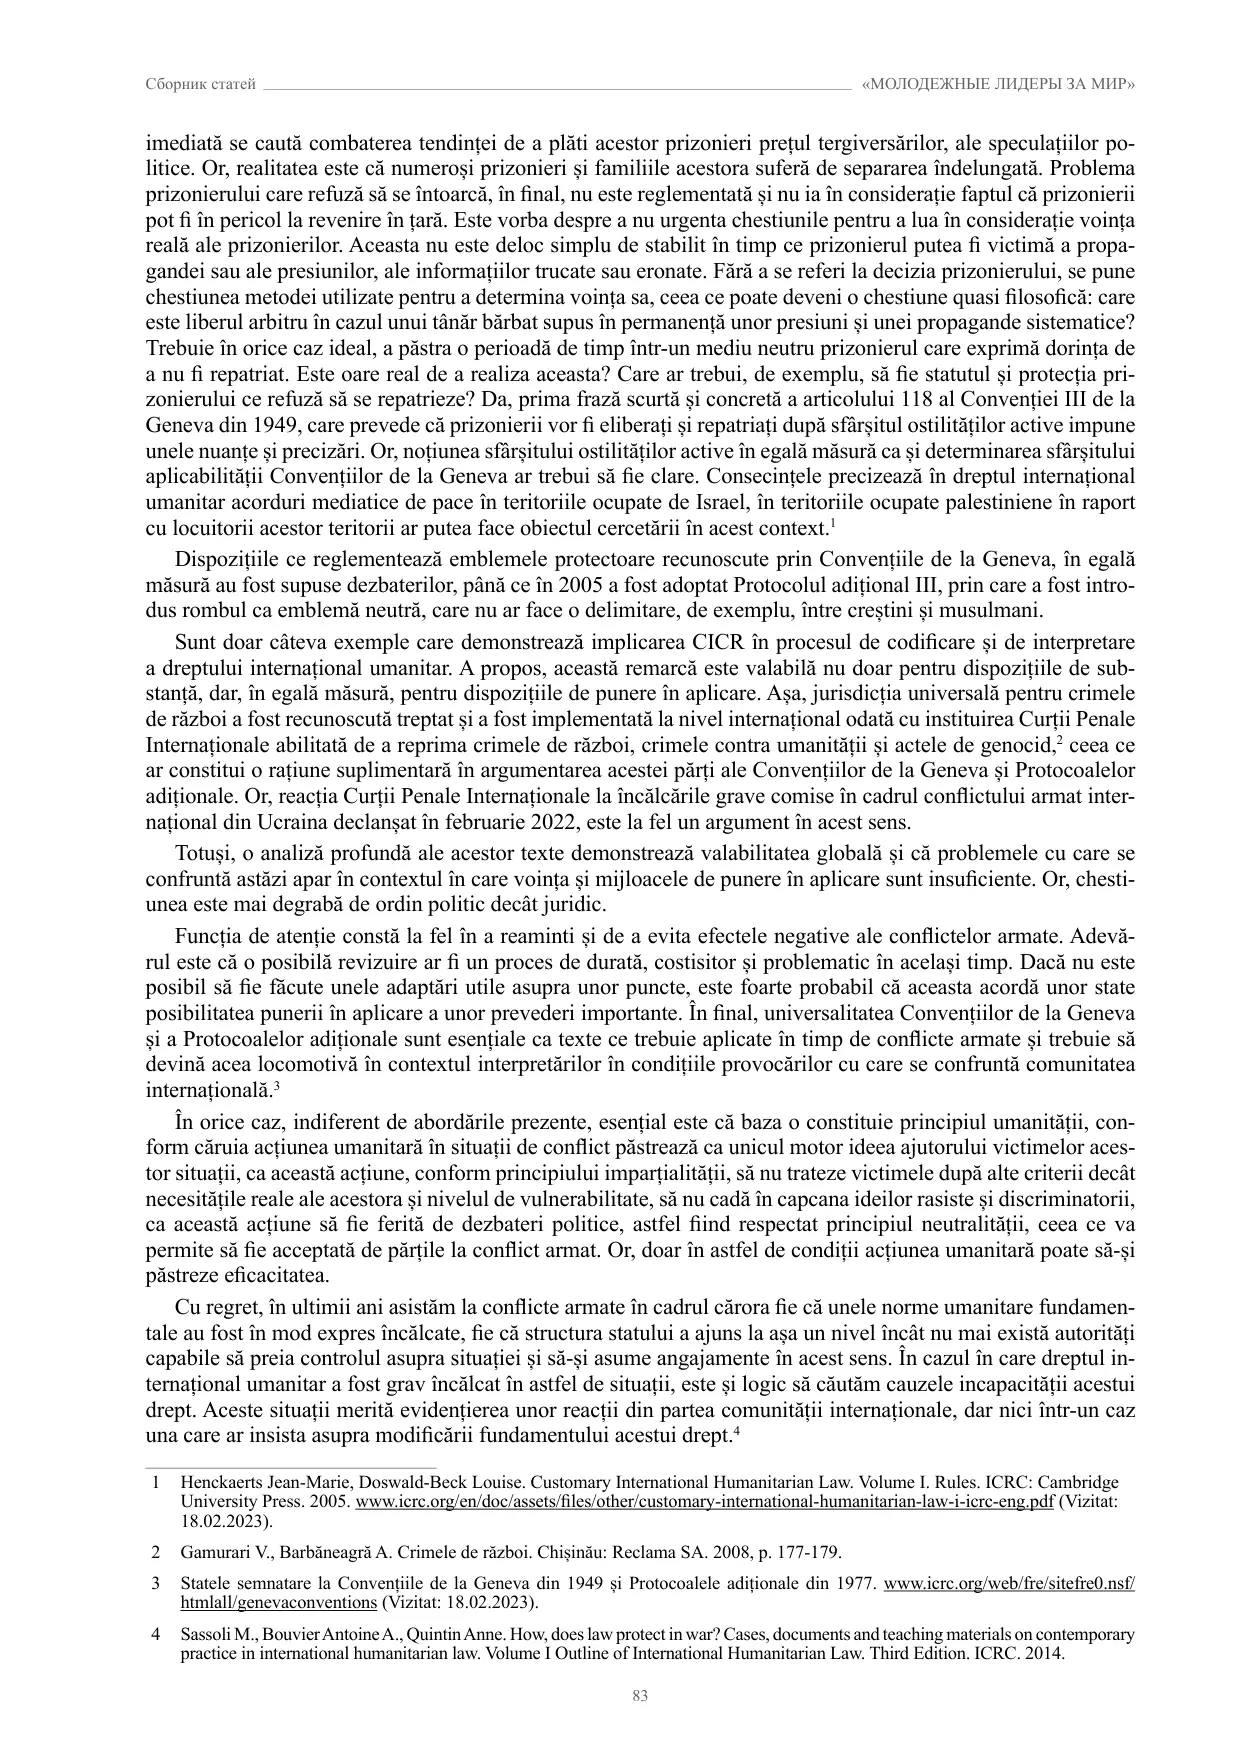 Сборник статей «МОЛОДЕЖНЫЕ ЛИДЕРЫ ЗА МИР»
imediată se caută combaterea tendinței de a plăti acestor prizonieri prețul tergiversărilor, ale speculațiilor po-
litice. Or, realitatea este că numeroși prizonieri și familiile acestora suferă de separarea îndelungată. Problema
prizonierului care refuză să se întoarcă, în final, nu este reglementată și nu ia în considerație faptul că prizonierii
pot fi în pericol la revenire în țară. Este vorba despre a nu urgenta chestiunile pentru a lua în considerație voința
reală ale prizonierilor. Aceasta nu este deloc simplu de stabilit în timp ce prizonierul putea fi victimă a propa-
gandei sau ale presiunilor, ale informațiilor trucate sau eronate. Fără a se referi la decizia prizonierului, se pune
chestiunea metodei utilizate pentru a determina voința sa, ceea ce poate deveni o chestiune quasi filosofică: care
este liberul arbitru în cazul unui tânăr bărbat supus în permanență unor presiuni și unei propagande sistematice?
Trebuie în orice caz ideal, a păstra o perioadă de timp într-un mediu neutru prizonierul care exprimă dorința de
a nu fi repatriat. Este oare real de a realiza aceasta? Care ar trebui, de exemplu, să fie statutul și protecția pri-
zonierului ce refuză să se repatrieze? Da, prima frază scurtă și concretă a articolului 118 al Convenției III de la
Geneva din 1949, care prevede că prizonierii vor fi eliberați și repatriați după sfârșitul ostilităților active impune
unele nuanțe și precizări. Or, noțiunea sfârșitului ostilităților active în egală măsură ca și determinarea sfârșitului
aplicabilității Convențiilor de la Geneva ar trebui să fie clare. Consecințele precizează în dreptul internațional
umanitar acorduri mediatice de pace în teritoriile ocupate de Israel, în teritoriile ocupate palestiniene în raport
cu locuitorii acestor teritorii ar putea face obiectul cercetării în acest context.1
Dispozițiile ce reglementează emblemele protectoare recunoscute prin Convențiile de la Geneva, în egală
măsură au fost supuse dezbaterilor, până ce în 2005 a fost adoptat Protocolul adițional III, prin care a fost intro-
dus rombul ca emblemă neutră, care nu ar face o delimitare, de exemplu, între creștini și musulmani.
Sunt doar câteva exemple care demonstrează implicarea CICR în procesul de codificare și de interpretare
a dreptului internațional umanitar. A propos, această remarcă este valabilă nu doar pentru dispozițiile de sub-
stanță, dar, în egală măsură, pentru dispozițiile de punere în aplicare. Așa, jurisdicția universală pentru crimele
de război a fost recunoscută treptat și a fost implementată la nivel internațional odată cu instituirea Curții Penale
Internaționale abilitată de a reprima crimele de război, crimele contra umanității și actele de genocid,2 ceea ce
ar constitui o rațiune suplimentară în argumentarea acestei părți ale Convențiilor de la Geneva și Protocoalelor
adiționale. Or, reacția Curții Penale Internaționale la încălcările grave comise în cadrul conflictului armat inter-
național din Ucraina declanșat în februarie 2022, este la fel un argument în acest sens.
Totuși, o analiză profundă ale acestor texte demonstrează valabilitatea globală și că problemele cu care se
confruntă astăzi apar în contextul în care voința și mijloacele de punere în aplicare sunt insuficiente. Or, chesti-
unea este mai degrabă de ordin politic decât juridic.
Funcția de atenție constă la fel în a reaminti și de a evita efectele negative ale conflictelor armate. Adevă-
rul este că o posibilă revizuire ar fi un proces de durată, costisitor și problematic în același timp. Dacă nu este
posibil să fie făcute unele adaptări utile asupra unor puncte, este foarte probabil că aceasta acordă unor state
posibilitatea punerii în aplicare a unor prevederi importante. În final, universalitatea Convențiilor de la Geneva
și a Protocoalelor adiționale sunt esențiale ca texte ce trebuie aplicate în timp de conflicte armate și trebuie să
devină acea locomotivă în contextul interpretărilor în condițiile provocărilor cu care se confruntă comunitatea
internațională.3
În orice caz, indiferent de abordările prezente, esențial este că baza o constituie principiul umanității, con-
form căruia acțiunea umanitară în situații de conflict păstrează ca unicul motor ideea ajutorului victimelor aces-
tor situații, ca această acțiune, conform principiului imparțialității, să nu trateze victimele după alte criterii decât
necesitățile reale ale acestora și nivelul de vulnerabilitate, să nu cadă în capcana ideilor rasiste și discriminatorii,
ca această acțiune să fie ferită de dezbateri politice, astfel fiind respectat principiul neutralității, ceea ce va
permite să fie acceptată de părțile la conflict armat. Or, doar în astfel de condiții acțiunea umanitară poate să-și
păstreze eficacitatea.
Cu regret, în ultimii ani asistăm la conflicte armate în cadrul cărora fie că unele norme umanitare fundamen-
tale au fost în mod expres încălcate, fie că structura statului a ajuns la așa un nivel încât nu mai există autorități
capabile să preia controlul asupra situației și să-și asume angajamente în acest sens. În cazul în care dreptul in-
ternațional umanitar a fost grav încălcat în astfel de situații, este și logic să căutăm cauzele incapacității acestui
drept. Aceste situații merită evidențierea unor reacții din partea comunității internaționale, dar nici într-un caz
una care ar insista asupra modificării fundamentului acestui drept.4
1 Henckaerts Jean-Marie, Doswald-Beck Louise. Customary International Humanitarian Law. Volume I. Rules. ICRC: Cambridge
University Press. 2005. www.icrc.org/en/doc/assets/files/other/customary-international-humanitarian-law-i-icrc-eng.pdf (Vizitat:
18.02.2023).
2 Gamurari V., Barbăneagră A. Crimele de război. Chișinău: Reclama SA. 2008, p. 177-179.
3 Statele semnatare la Convențiile de la Geneva din 1949 și Protocoalele adiționale din 1977. www.icrc.org/web/fre/sitefre0.nsf/
htmlall/genevaconventions (Vizitat: 18.02.2023).
4 Sassoli M., Bouvier Antoine A., Quintin Anne. How, does law protect in war? Cases, documents and teaching materials on contemporary
practice in international humanitarian law. Volume I Outline of International Humanitarian Law. Third Edition. ICRC. 2014.
83